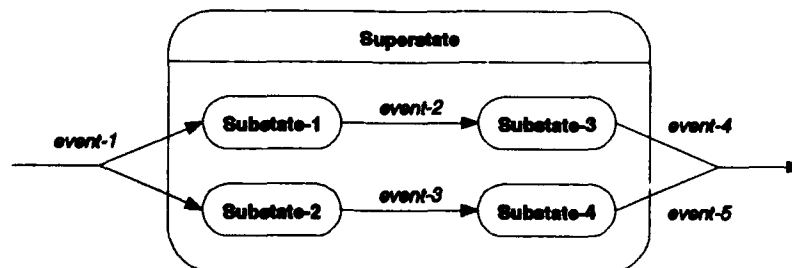 Superstate
event-1
Substate-1
event-2
Substate-3
event-4
Substate-2
event-3
Substate-4
event-5